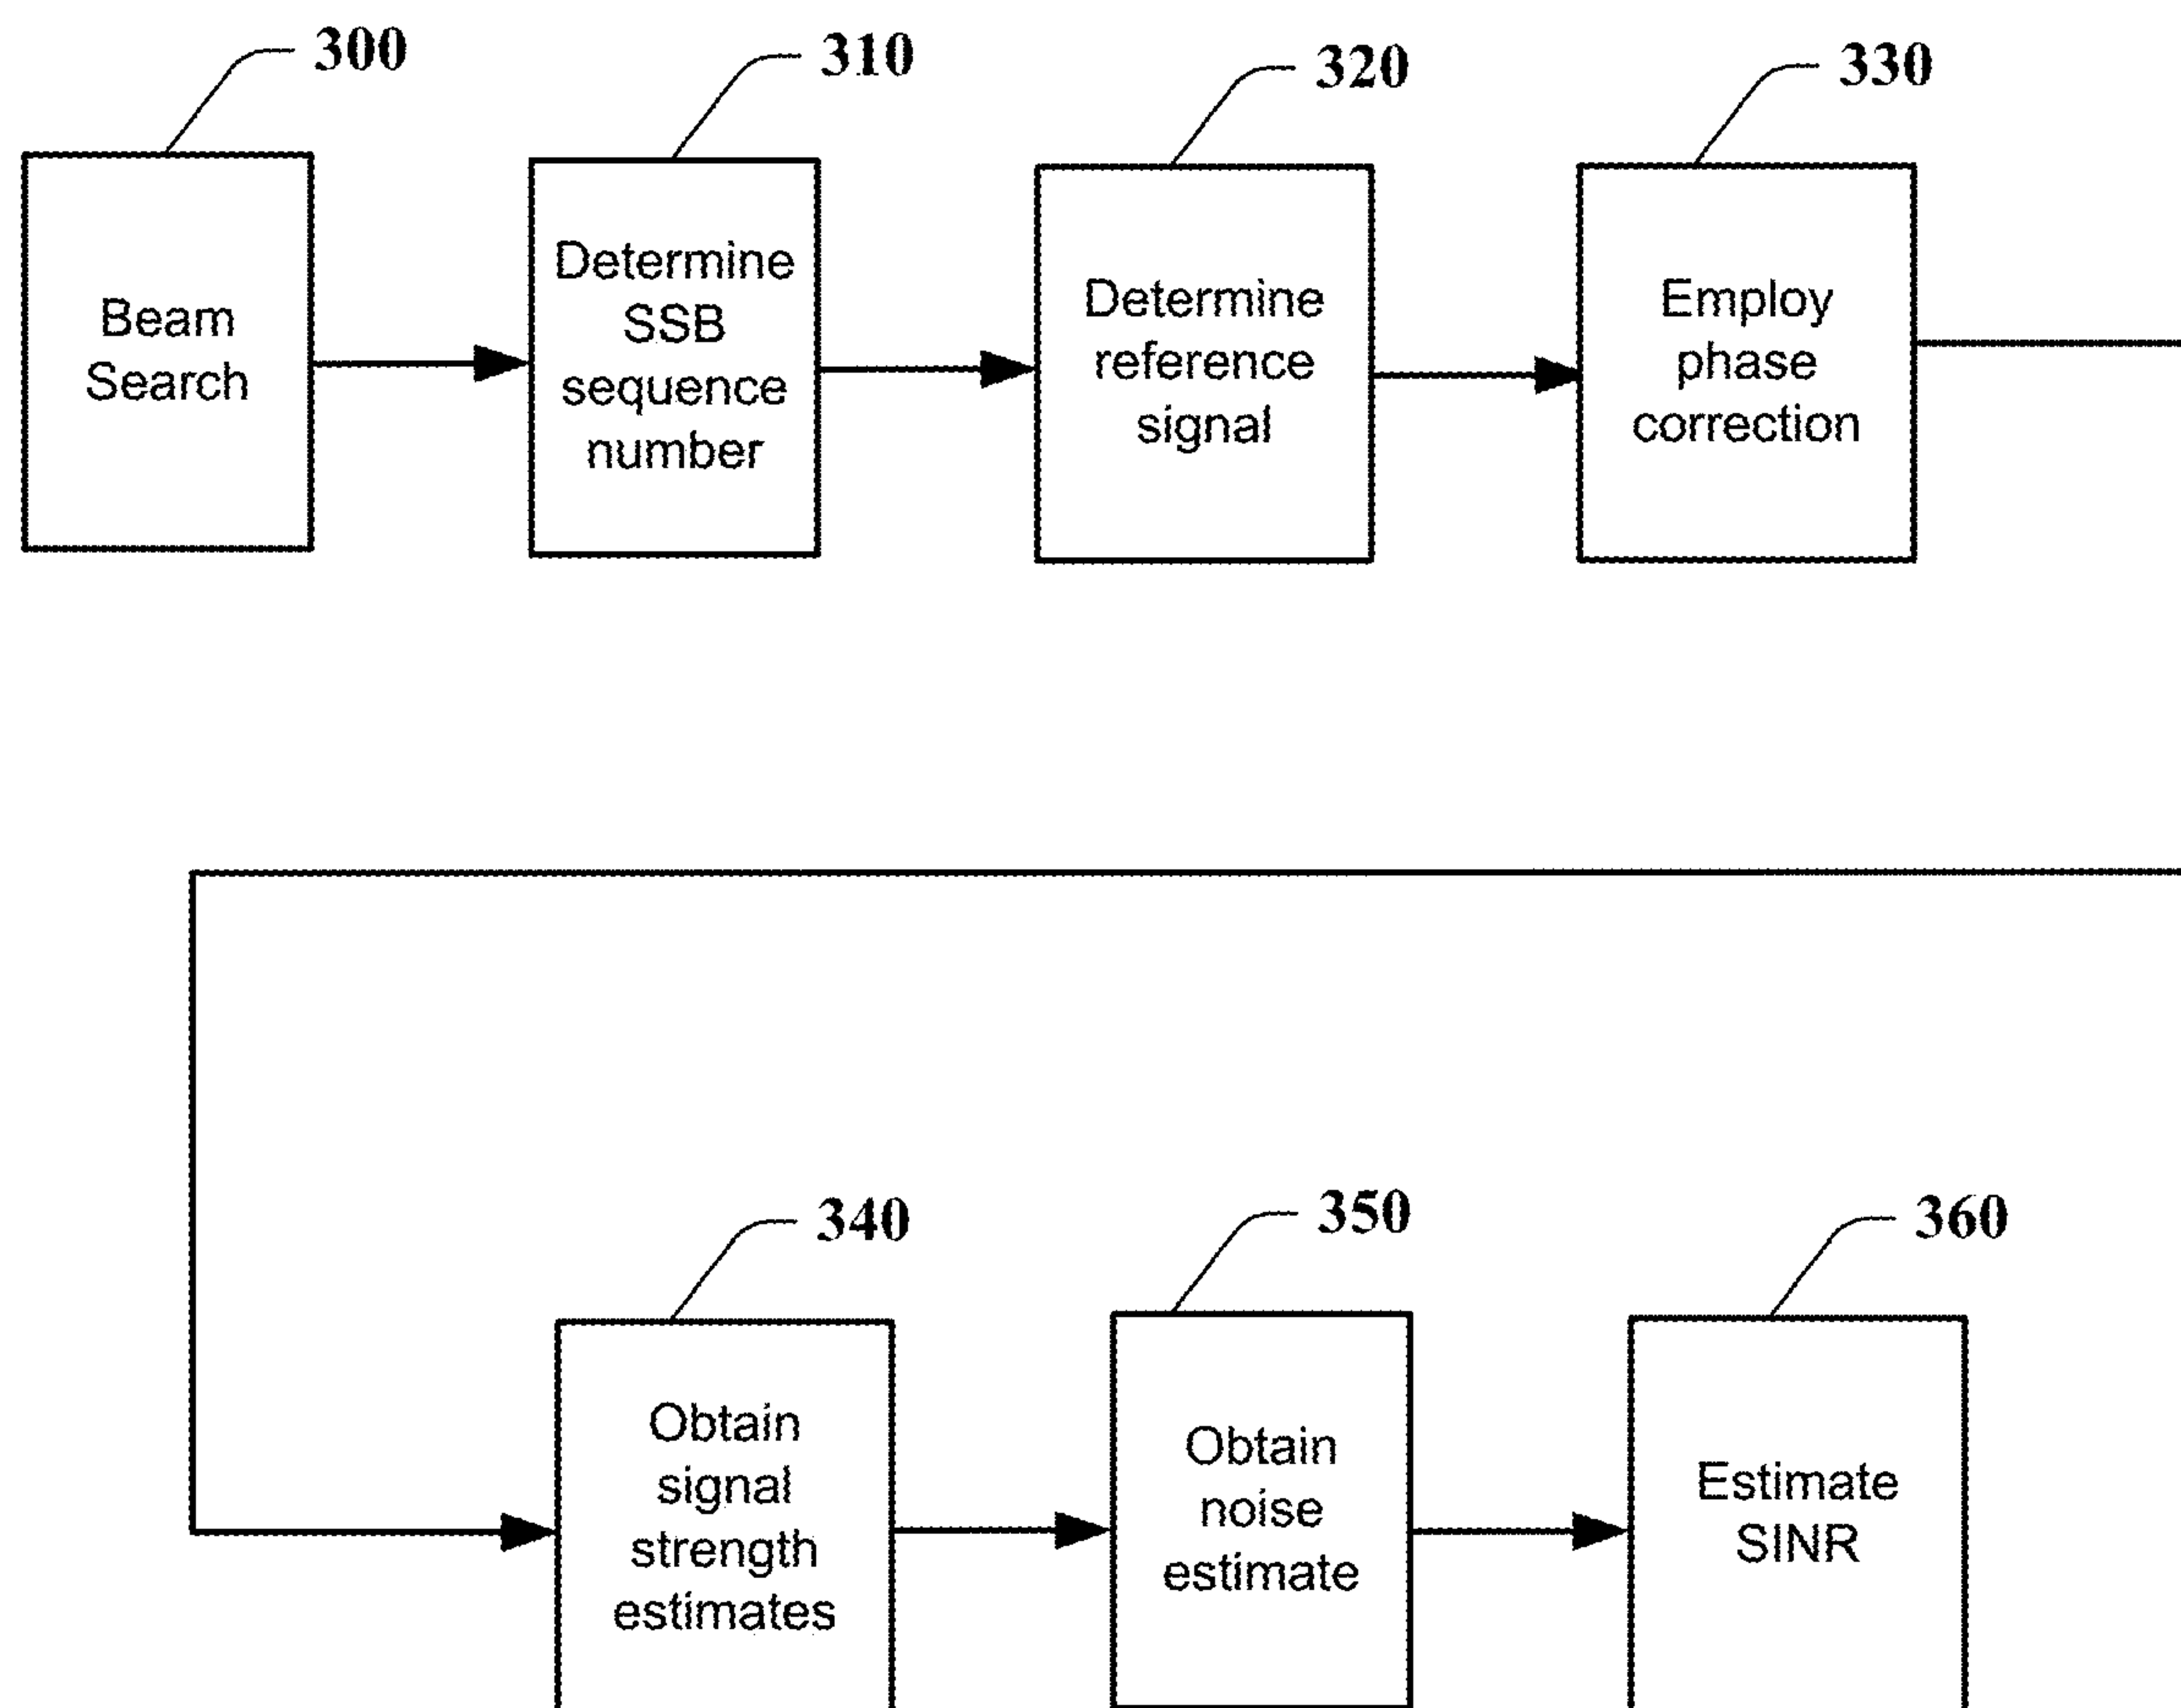 300
310
320
330
Beam
Search
Determine
SSB
sequence
number
Determine
reference
signal
Employ
phase
correction
340
350
360
Obtain
signal
strength
estimates
Obtain
noise
estimate
Estimate
SINR